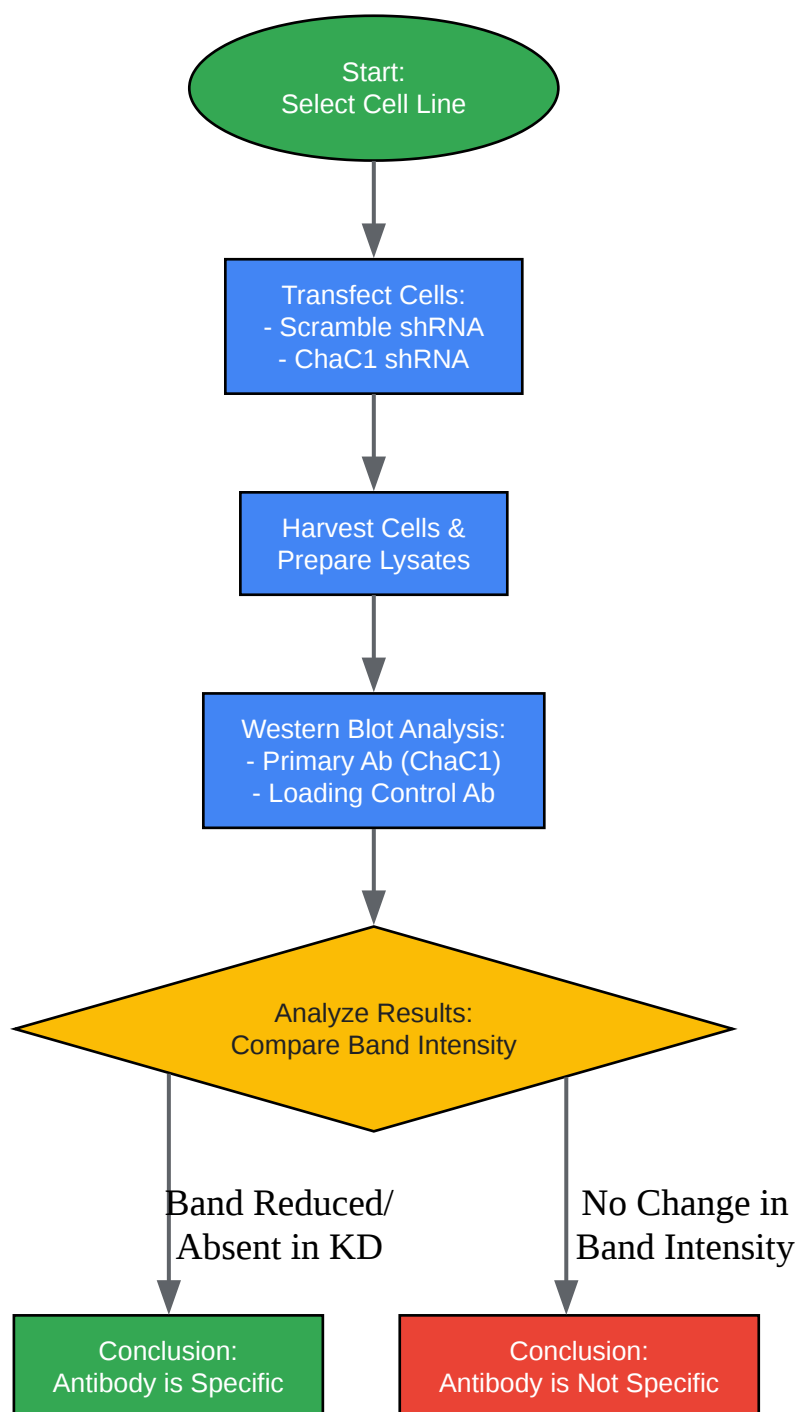 Start:
Select Cell Line
Transfect Cells:
- Scramble shRNA
- ChaC1 shRNA
Harvest Cells &
Prepare Lysates
Western Blot Analysis:
- Primary Ab (ChaC1)
- Loading Control Ab
Analyze Results:
Compare Band Intensity
Band Reduced/
Absent in KD
No Change in
Band Intensity
Conclusion:
Antibody is Specific
Conclusion:
Antibody is Not Specific